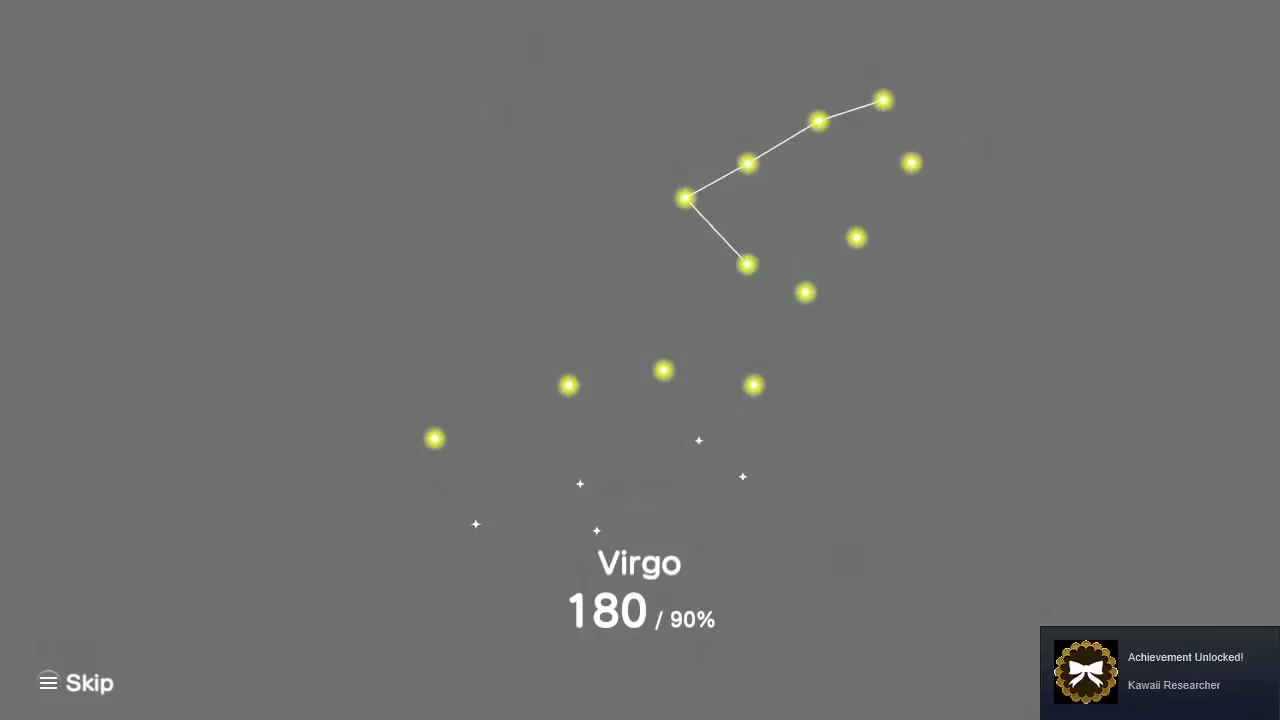 Virgo
180 / 90%
Skip
Achievement Unlocked!
Kawaii Researcher